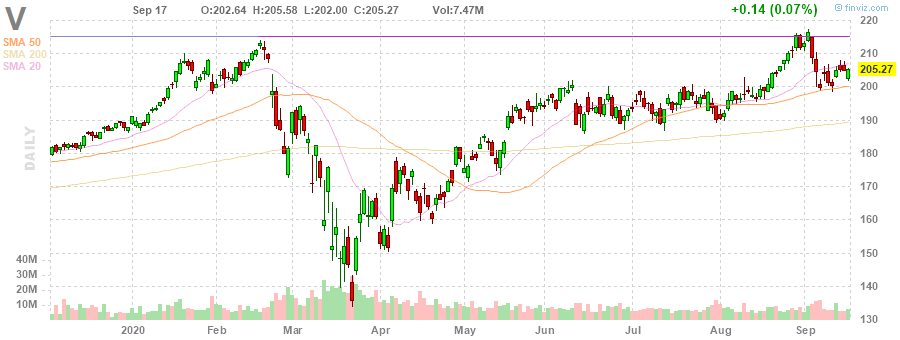 V Sep 17 O:202.64 H:205.58 L:202.00 C:205.27 Vol:7.47M +0.14 (0.07%) © finviz.com
SMA 50
SMA 200
SMA 20
DAILY
220
210
205.27
200
190
180
170
160
150
140
130
40M
30M
20M
10M
2020 Feb Mar Apr May Jun Jul Aug Sep